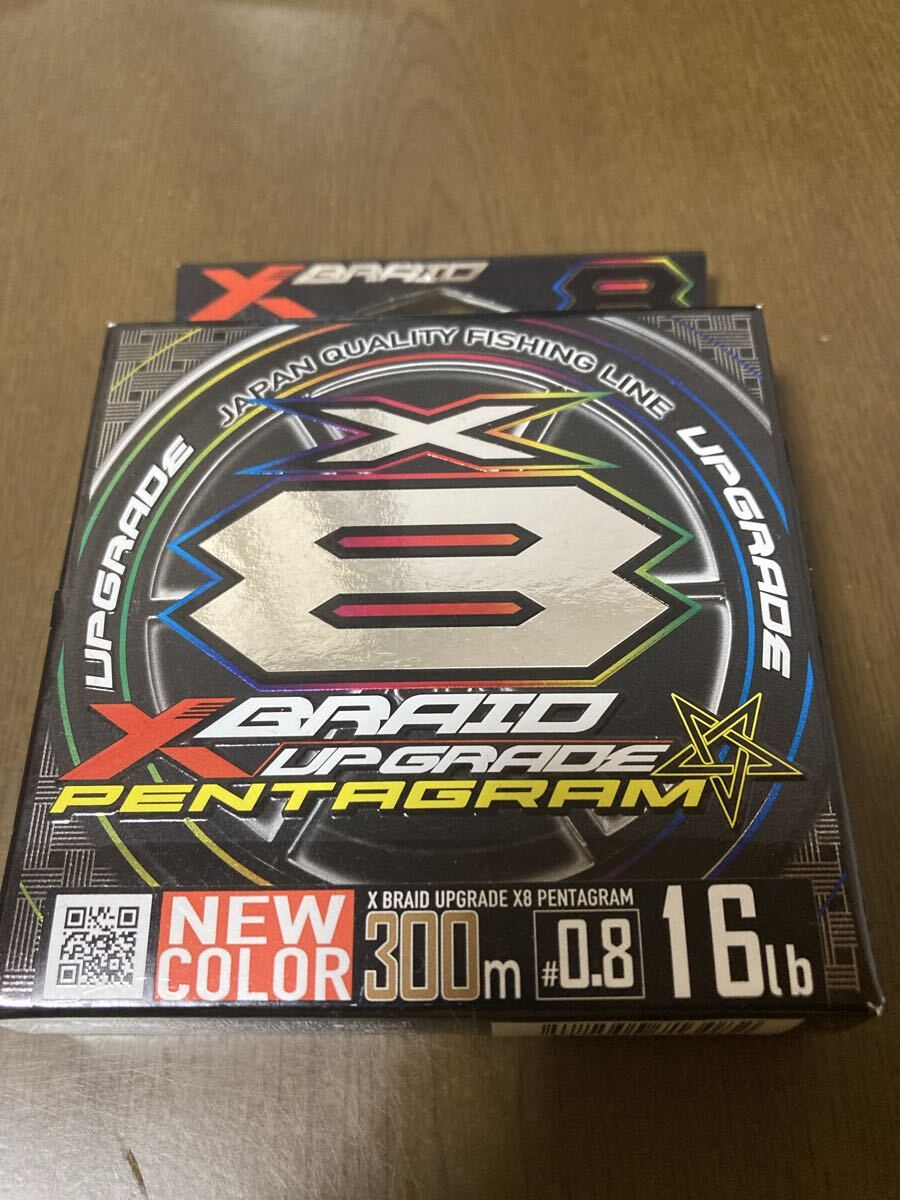 X BRAID 8
JAPAN QUALITY FISHING LINE
UPGRADE
UPGRADE
X
8
X BRAID
UPGRADE
PENTAGRAM
NEW
COLOR
X BRAID UPGRADE X8 PENTAGRAM
300m #0.8 16lb